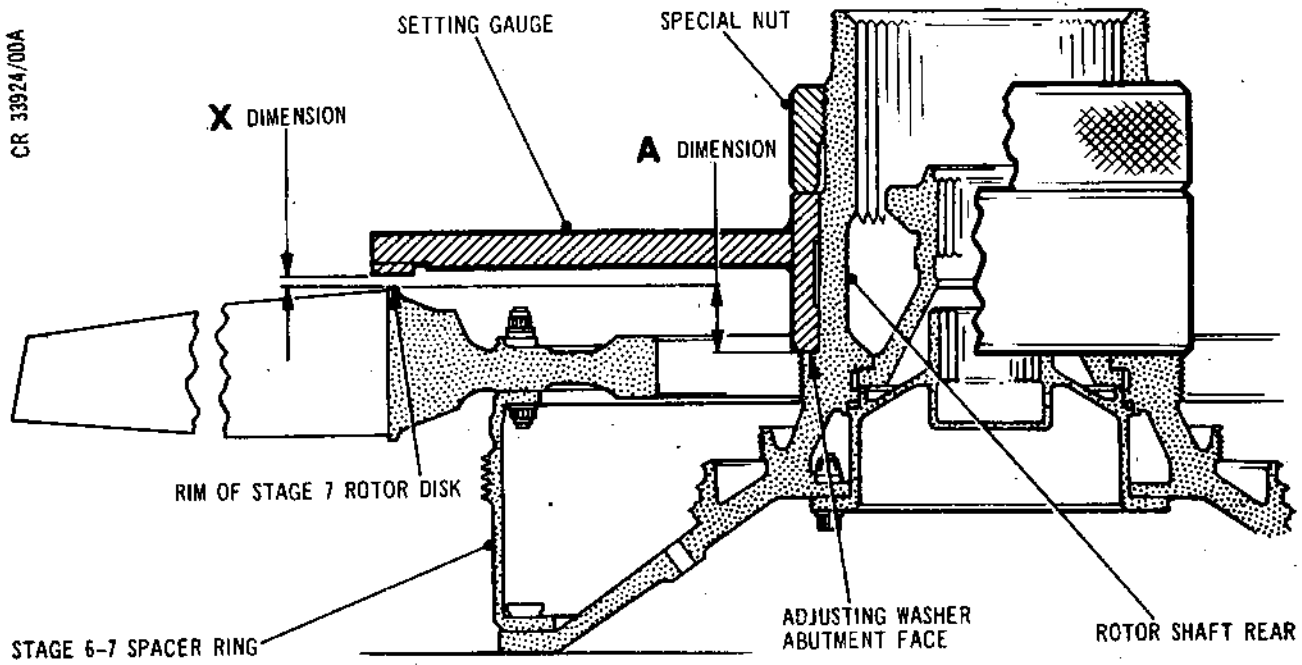 CR 33924/00A
SETTING GAUGE
SPECIAL NUT
X DIMENSION
A DIMENSION
RIM OF STAGE 7 ROTOR DISK
STAGE 6-7 SPACER RING
ADJUSTING WASHER
ABUTMENT FACE
ROTOR SHAFT REAR